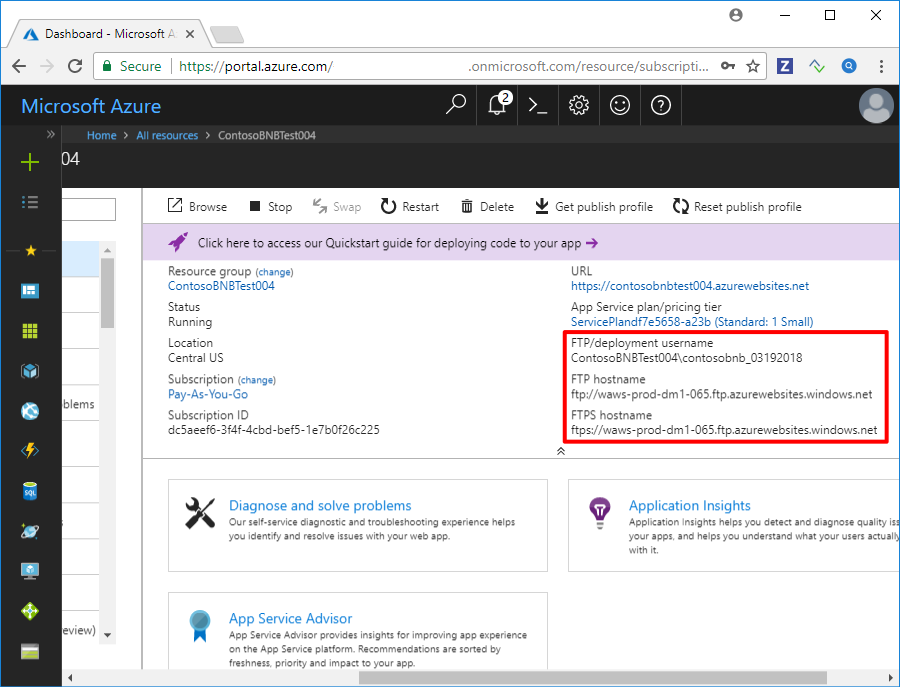 Dashboard - Microsoft A
Secure
https://portal.azure.com/
.onmicrosoft.com/resource/subscripti...
Z
Microsoft Azure
2
Home > All resources > ContosoBNBTest004
04
Browse
Stop
Swap
Restart
Delete
Get publish profile
Reset publish profile
Click here to access our Quickstart guide for deploying code to your app
Resource group (change)
ContosoBNBTest004
Status
Running
Location
Central US
Subscription (change)
Pay-As-You-Go
Subscription ID
dc5aeef6-3f4f-4cbd-bef5-1e7b0f26c225
URL
https://contosobnbtest004.azurewebsites.net
App Service plan/pricing tier
ServicePlandf7e5658-a23b (Standard: 1 Small)
FTP/deployment username
ContosoBNBTest004\contosobnb_03192018
FTP hostname
ftp://waws-prod-dm1-065.ftp.azurewebsites.windows.net
FTPS hostname
ftps://waws-prod-dm1-065.ftp.azurewebsites.windows.net
blems
eview)
SQL
Diagnose and solve problems
Our self-service diagnostic and troubleshooting experience helps
you identify and resolve issues with your web app.
Application Insights
Application Insights helps you detect and diagnose quality iss
your apps, and helps you understand what your users actually
with it.
App Service Advisor
App Service Advisor provides insights for improving app experience
on the App Service platform. Recommendations are sorted by
freshness, priority and impact to your app.